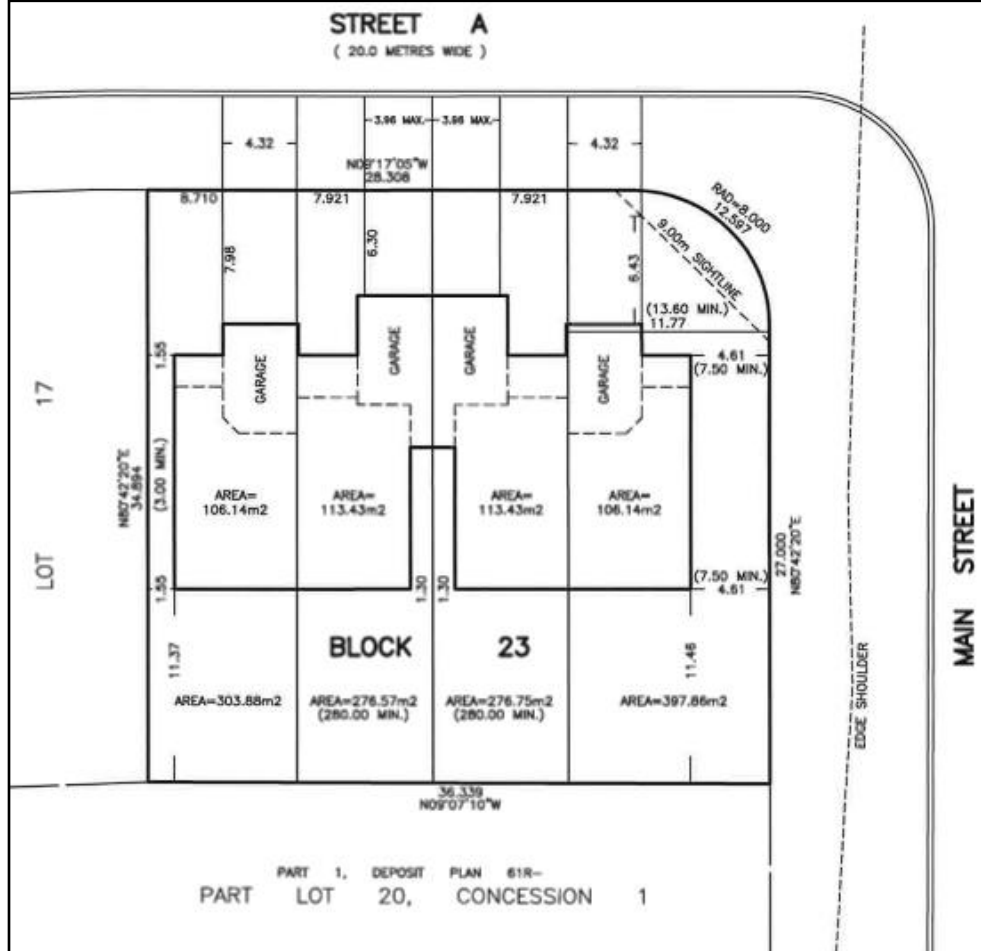 STREET A
( 20.0 METRES WIDE )
3.96 MAX. 3.96 MAX.
4.32
4.32
N09°17'05"W
28.308
8.710
7.921
7.921
RAD=8.000
12.597
9.00m SIGHTLINE
7.98
6.30
6.43
(13.60 MIN.)
11.77
1.55
4.61
(7.50 MIN.)
GARAGE
GARAGE
GARAGE
GARAGE
LOT 17
N80°42'20"E
34.894
(3.00 MIN.)
AREA=
106.14m2
AREA=
113.43m2
AREA=
113.43m2
AREA=
106.14m2
27.000
N80°42'20"E
MAIN STREET
1.55
1.30
1.30
(7.50 MIN.)
4.61
BLOCK 23
11.37
11.46
EDGE SHOULDER
AREA=303.88m2
AREA=276.57m2
(280.00 MIN.)
AREA=276.75m2
(280.00 MIN.)
AREA=397.86m2
36.339
N09°07'10"W
PART 1, DEPOSIT PLAN 61R-
PART LOT 20, CONCESSION 1